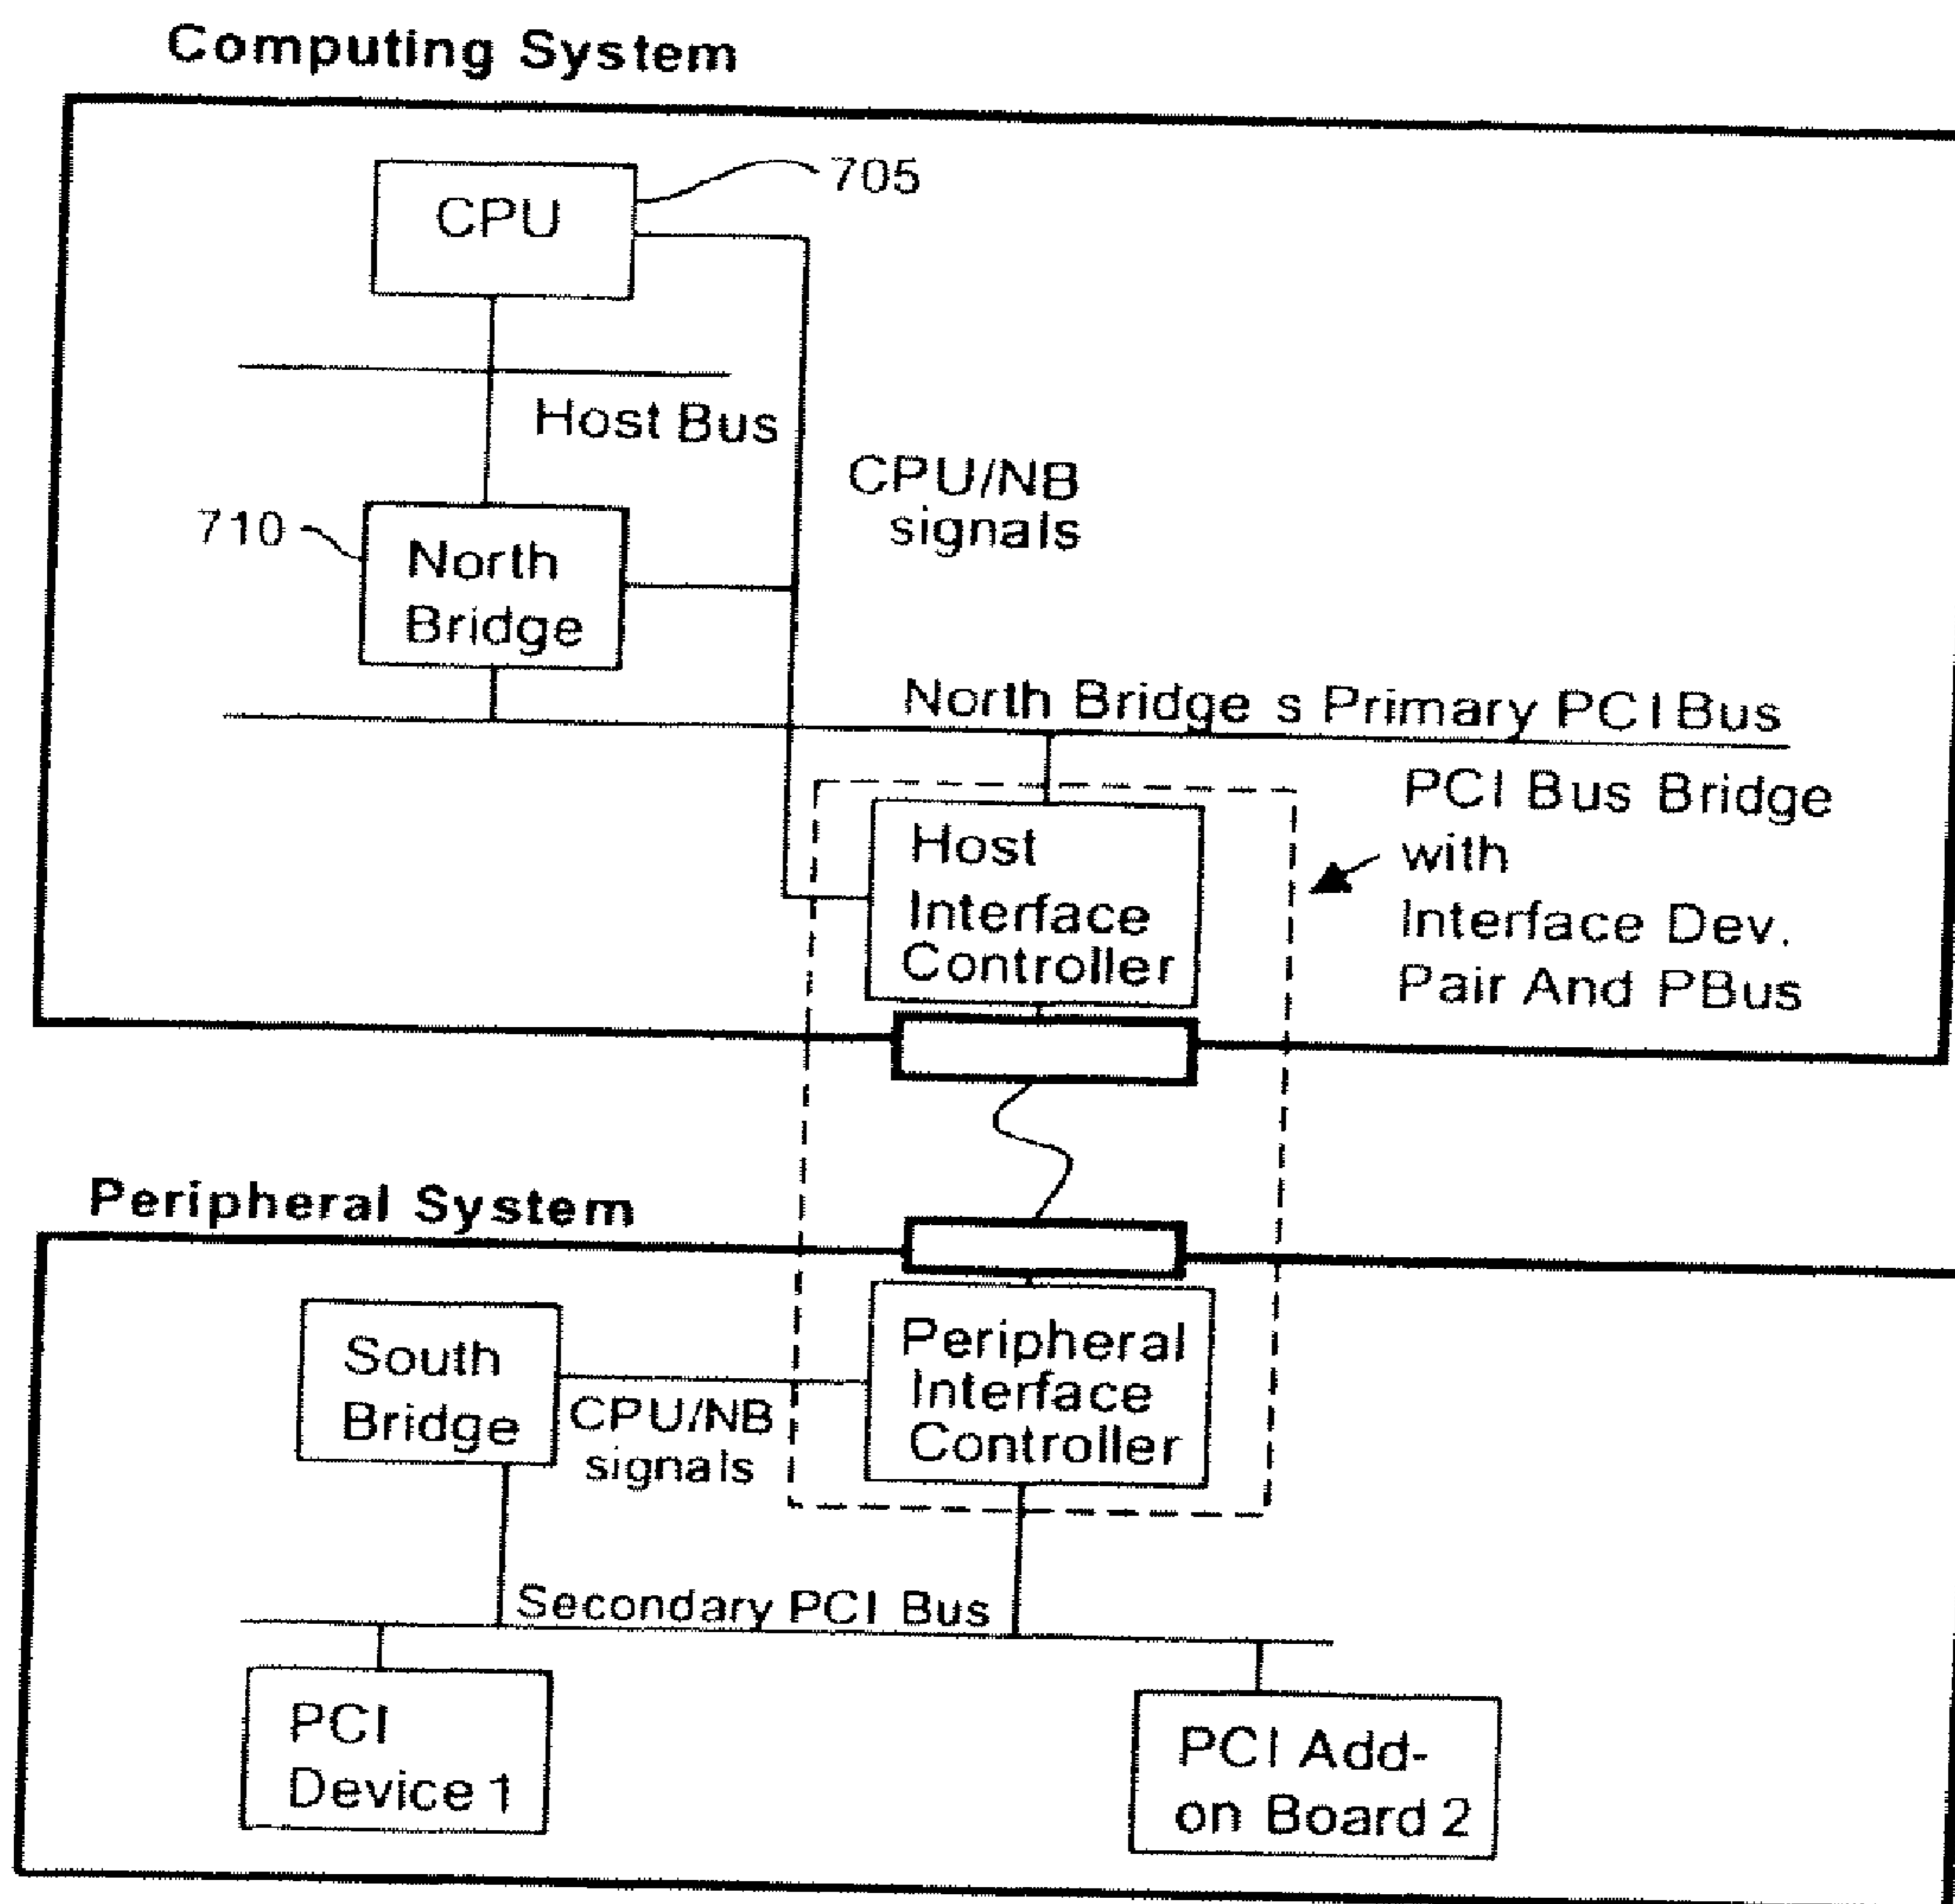 Computing System
705
CPU
Host Bus
CPU/NB
signals
710
North
Bridge
North Bridge s Primary PCI Bus
PCI Bus Bridge
with
Interface Dev.
Pair And PBus
Host
Interface
Controller
Peripheral System
South
Bridge
CPU/NB
signals
Peripheral
Interface
Controller
Secondary PCI Bus
PCI
Device 1
PCI Add-
on Board 2